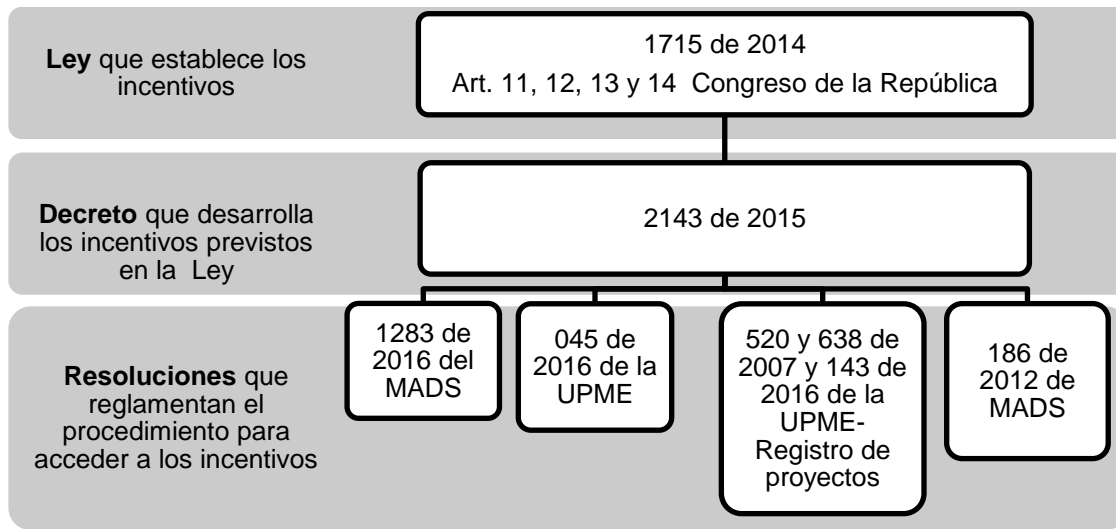 Ley que establece los
incentivos
1715 de 2014
Art. 11, 12, 13 y 14 Congreso de la República
Decreto que desarrolla
los incentivos previstos
en la Ley
2143 de 2015
Resoluciones que
reglamentan el
procedimiento para
acceder a los incentivos
1283 de
2016 del
MADS
045 de
2016 de la
UPME
520 y 638 de
2007 y 143 de
2016 de la
UPME-
Registro de
proyectos
186 de
2012 de
MADS